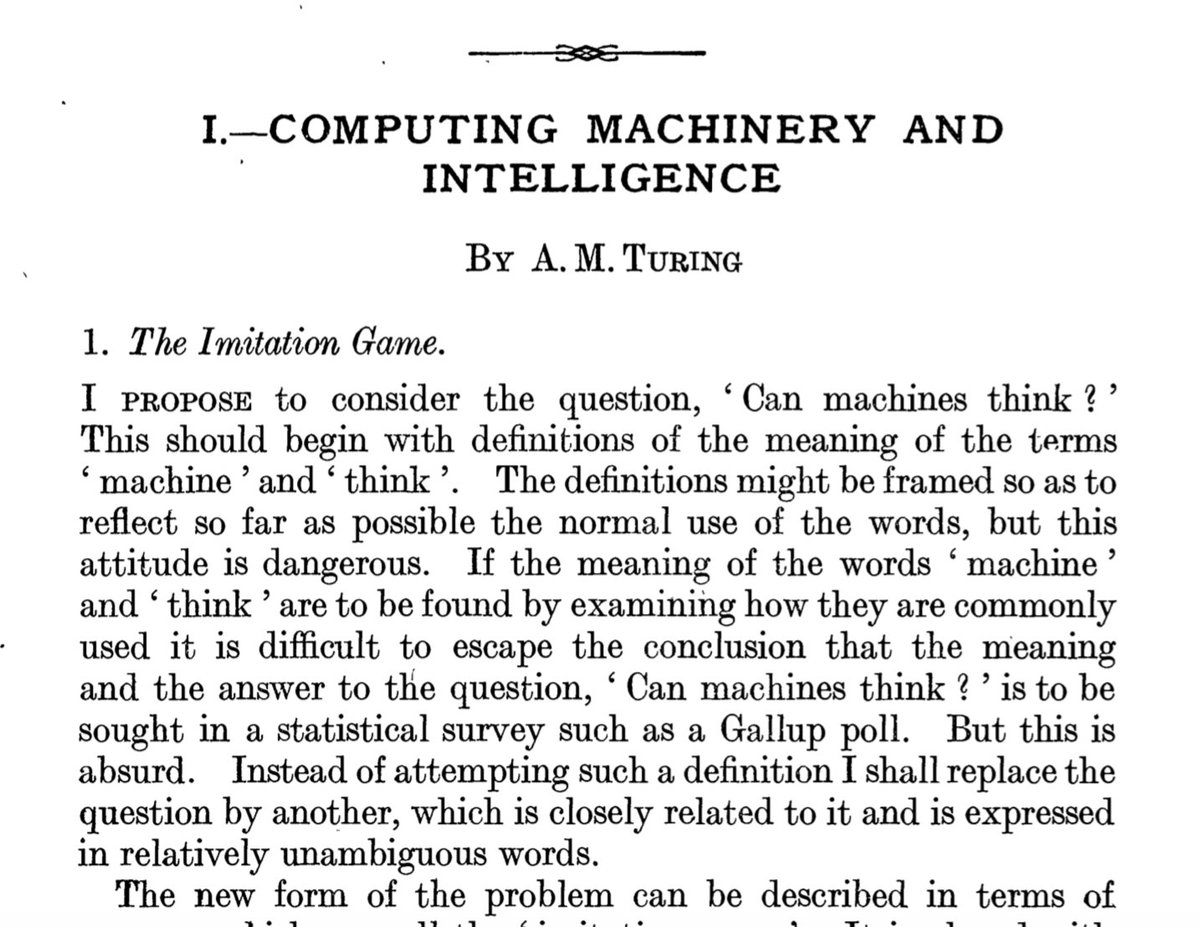 I.—COMPUTING MACHINERY AND
INTELLIGENCE
By A. M. Turing
1. The Imitation Game.
I PROPOSE to consider the question, ‘ Can machines think ? ’
This should begin with definitions of the meaning of the terms
‘ machine ’ and ‘ think ’. The definitions might be framed so as to
reflect so far as possible the normal use of the words, but this
attitude is dangerous. If the meaning of the words ‘ machine ’
and ‘ think ’ are to be found by examining how they are commonly
used it is difficult to escape the conclusion that the meaning
and the answer to the question, ‘ Can machines think ? ’ is to be
sought in a statistical survey such as a Gallup poll. But this is
absurd. Instead of attempting such a definition I shall replace the
question by another, which is closely related to it and is expressed
in relatively unambiguous words.
The new form of the problem can be described in terms of